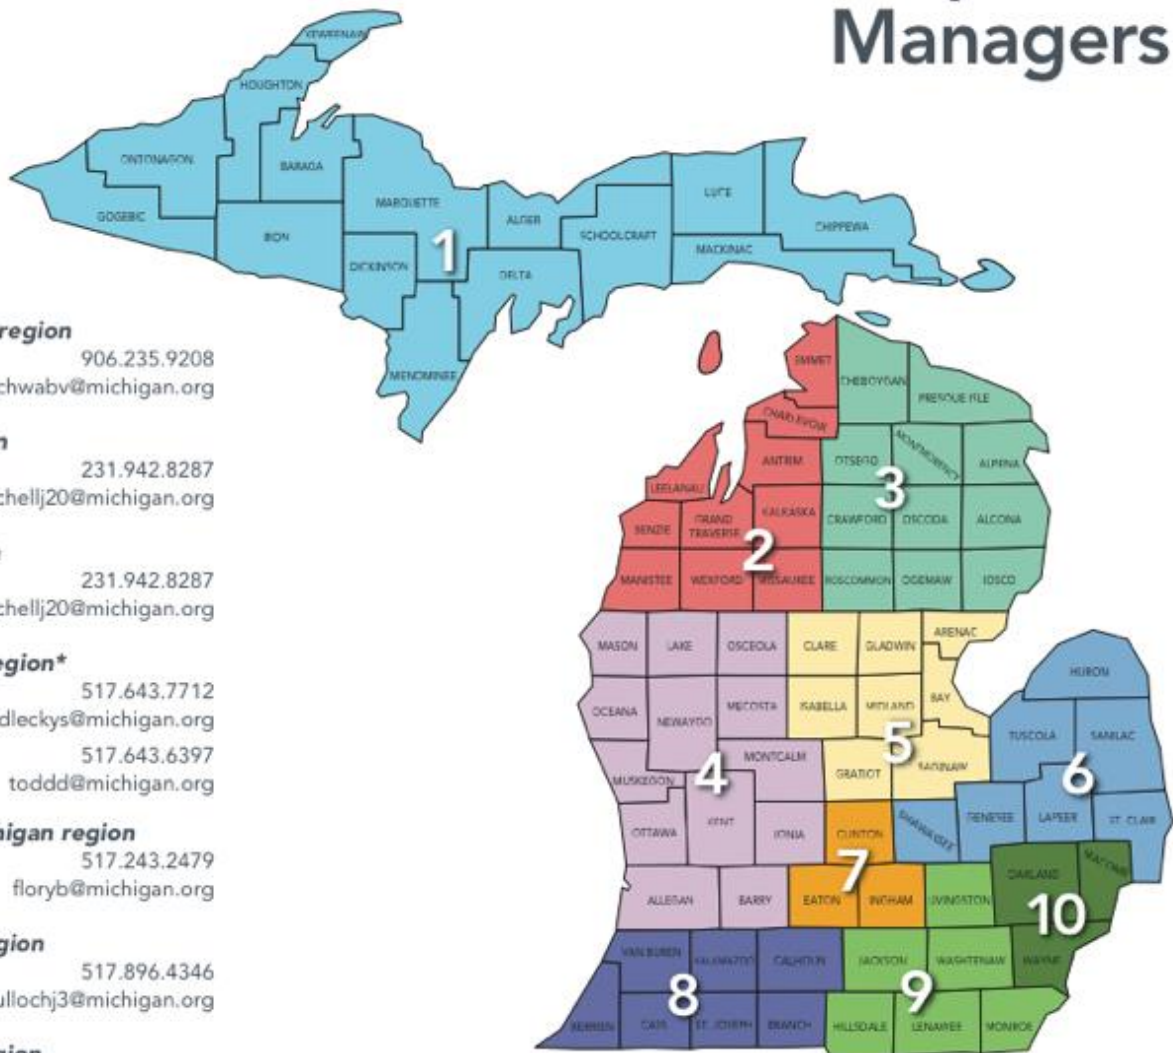 Managers
region
906.235.9208
chwabv@michigan.org
231.942.8287
chellj20@michigan.org
231.942.8287
chellj20@michigan.org
egion*
517.643.7712
dleckys@michigan.org
517.643.6397
toddd@michigan.org
higan region
517.243.2479
floryb@michigan.org
gion
517.896.4346
ullochj3@michigan.org
KEWEENAW
HOUGHTON
ONTONAGON
BARAGA
GOGEBIC
IRON
MARQUETTE
1
DICKINSON
MENOMINEE
ALGER
DELTA
SCHOOLCRAFT
LUCE
MACKINAC
CHIPPEWA
EMMET
CHARLEVOIX
ANTRIM
LEELANAU
BENZIE
GRAND
TRAVERSE
KALKASKA
2
MANISTEE
WEXFORD
MISSAUKEE
CHEBOYGAN
PRESQUE ISLE
OTSEGO
MONTMORENCY
ALPENA
3
CRAWFORD
OSCODA
ALCONA
ROSCOMMON
OGEMAW
IOSCO
MASON
LAKE
OSCEOLA
OCEANA
NEWAYGO
MECOSTA
MUSKEGON
4
MONTCALM
OTTAWA
KENT
IONIA
ALLEGAN
BARRY
CLARE
GLADWIN
ARENAC
ISABELLA
MIDLAND
BAY
5
GRATIOT
SAGINAW
HURON
TUSCOLA
SANILAC
6
SHIAWASSEE
GENESEE
LAPEER
ST. CLAIR
CLINTON
7
EATON
INGHAM
VAN BUREN
KALAMAZOO
CALHOUN
8
BERRIEN
CASS
ST. JOSEPH
BRANCH
LIVINGSTON
JACKSON
WASHTENAW
9
HILLSDALE
LENAWEE
MONROE
OAKLAND
MACOMB
10
WAYNE